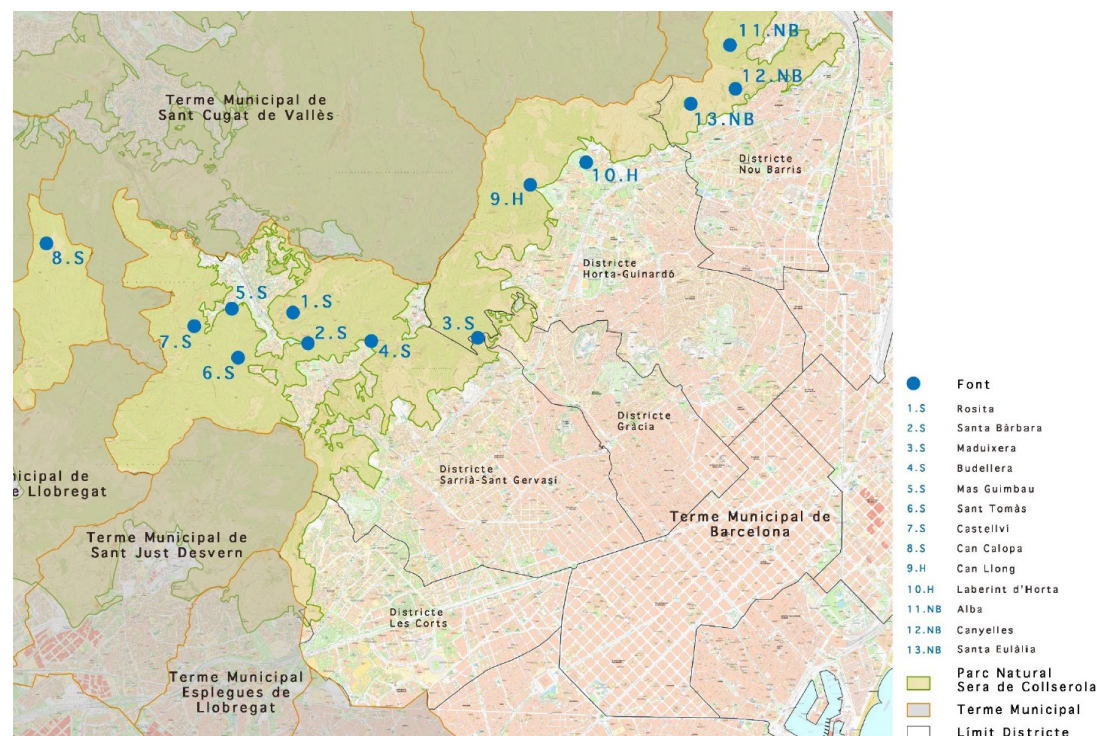 11.NB
12.NB
13.NB
Terme Municipal de
Sant Cugat de Vallès
Districte
Nou Barris
10.H
9.H
8.S
Districte
Horta-Guinardó
5.S
1.S
7.S
2.S
3.S
4.S
6.S
Font
1.S Rosita
2.S Santa Bàrbara
3.S Maduixera
4.S Budellera
5.S Mas Guimbau
6.S Sant Tomàs
7.S Castellví
8.S Can Calopa
9.H Can Llong
10.H Laberint d'Horta
11.NB Alba
12.NB Canyelles
13.NB Santa Eulàlia
Parc Natural
Sera de Collserola
Terme Municipal
Límit Districte
Districte
Gràcia
Districte
Sarrià-Sant Gervasi
nicipal de
e Llobregat
Terme Municipal de
Barcelona
Terme Municipal de
Sant Just Desvern
Districte
Les Corts
Terme Municipal
Esplegues de
Llobregat